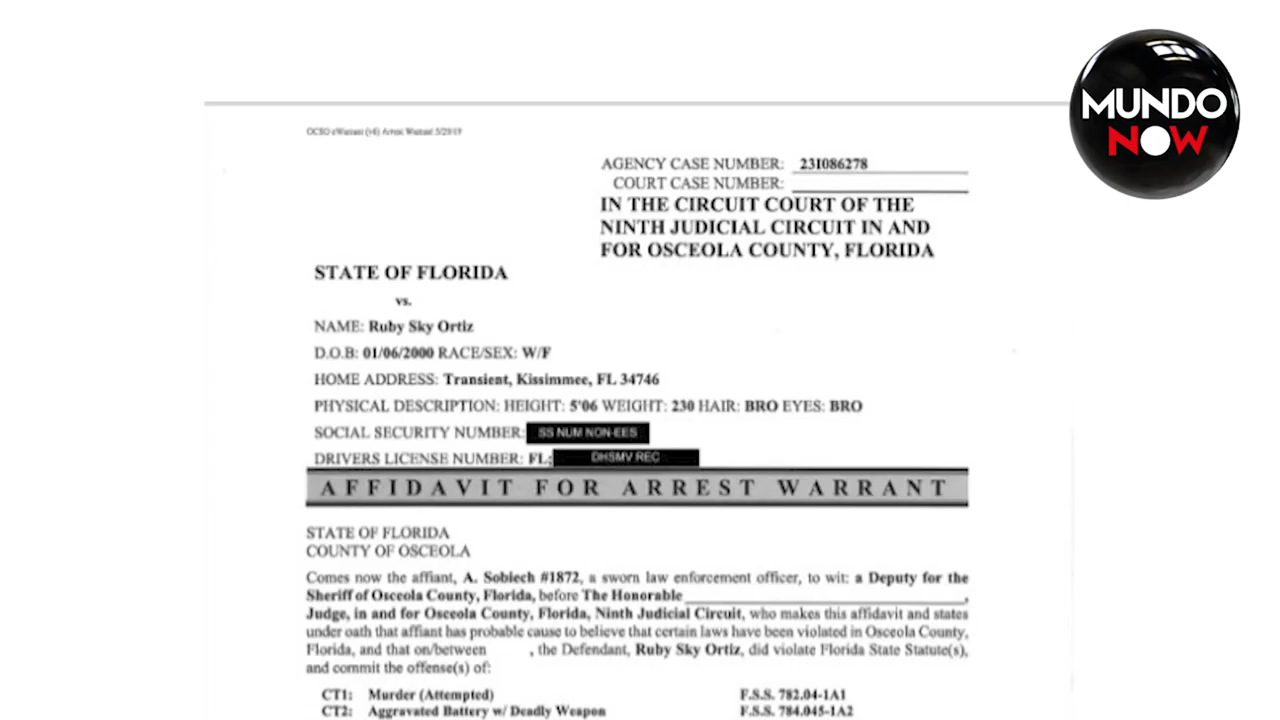 MUNDO
NOW
OCSO eWarrant (v6) Arrest Warrant 5/20/19
AGENCY CASE NUMBER: 231086278
COURT CASE NUMBER:
IN THE CIRCUIT COURT OF THE
NINTH JUDICIAL CIRCUIT IN AND
FOR OSCEOLA COUNTY, FLORIDA
STATE OF FLORIDA
vs.
NAME: Ruby Sky Ortiz
D.O.B: 01/06/2000 RACE/SEX: W/F
HOME ADDRESS: Transient, Kissimmee, FL 34746
PHYSICAL DESCRIPTION: HEIGHT: 5'06 WEIGHT: 230 HAIR: BRO EYES: BRO
SOCIAL SECURITY NUMBER: SS NUM NON-EES
DRIVERS LICENSE NUMBER: FL: DHSMV REC
AFFIDAVIT FOR ARREST WARRANT
STATE OF FLORIDA
COUNTY OF OSCEOLA
Comes now the affiant, A. Sobiech #1872, a sworn law enforcement officer, to wit: a Deputy for the
Sheriff of Osceola County, Florida, before The Honorable ,
Judge, in and for Osceola County, Florida, Ninth Judicial Circuit, who makes this affidavit and states
under oath that affiant has probable cause to believe that certain laws have been violated in Osceola County,
Florida, and that on/between , the Defendant, Ruby Sky Ortiz, did violate Florida State Statute(s),
and commit the offense(s) of:
CT1: Murder (Attempted) F.S.S. 782.04-1A1
CT2: Aggravated Battery w/ Deadly Weapon F.S.S. 784.045-1A2